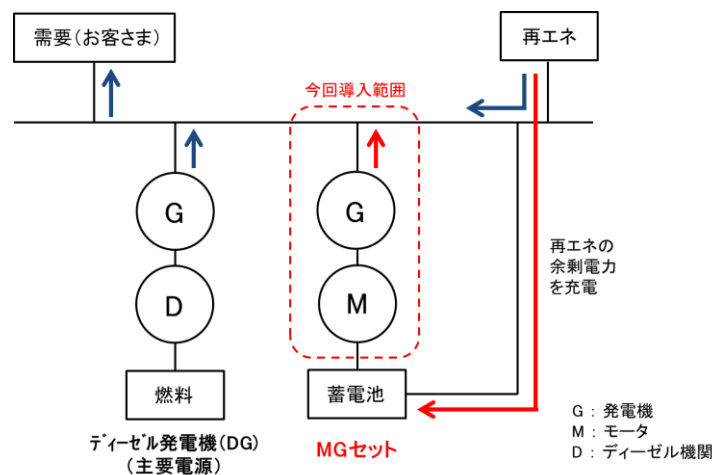 需要(お客さま)
再エネ
今回導入範囲
G
G
D
M
再エネの
余剰電力
を充電
燃料
蓄電池
ディーゼル発電機(DG)
(主要電源)
MGセット
G : 発電機
M : モータ
D : ディーゼル機関